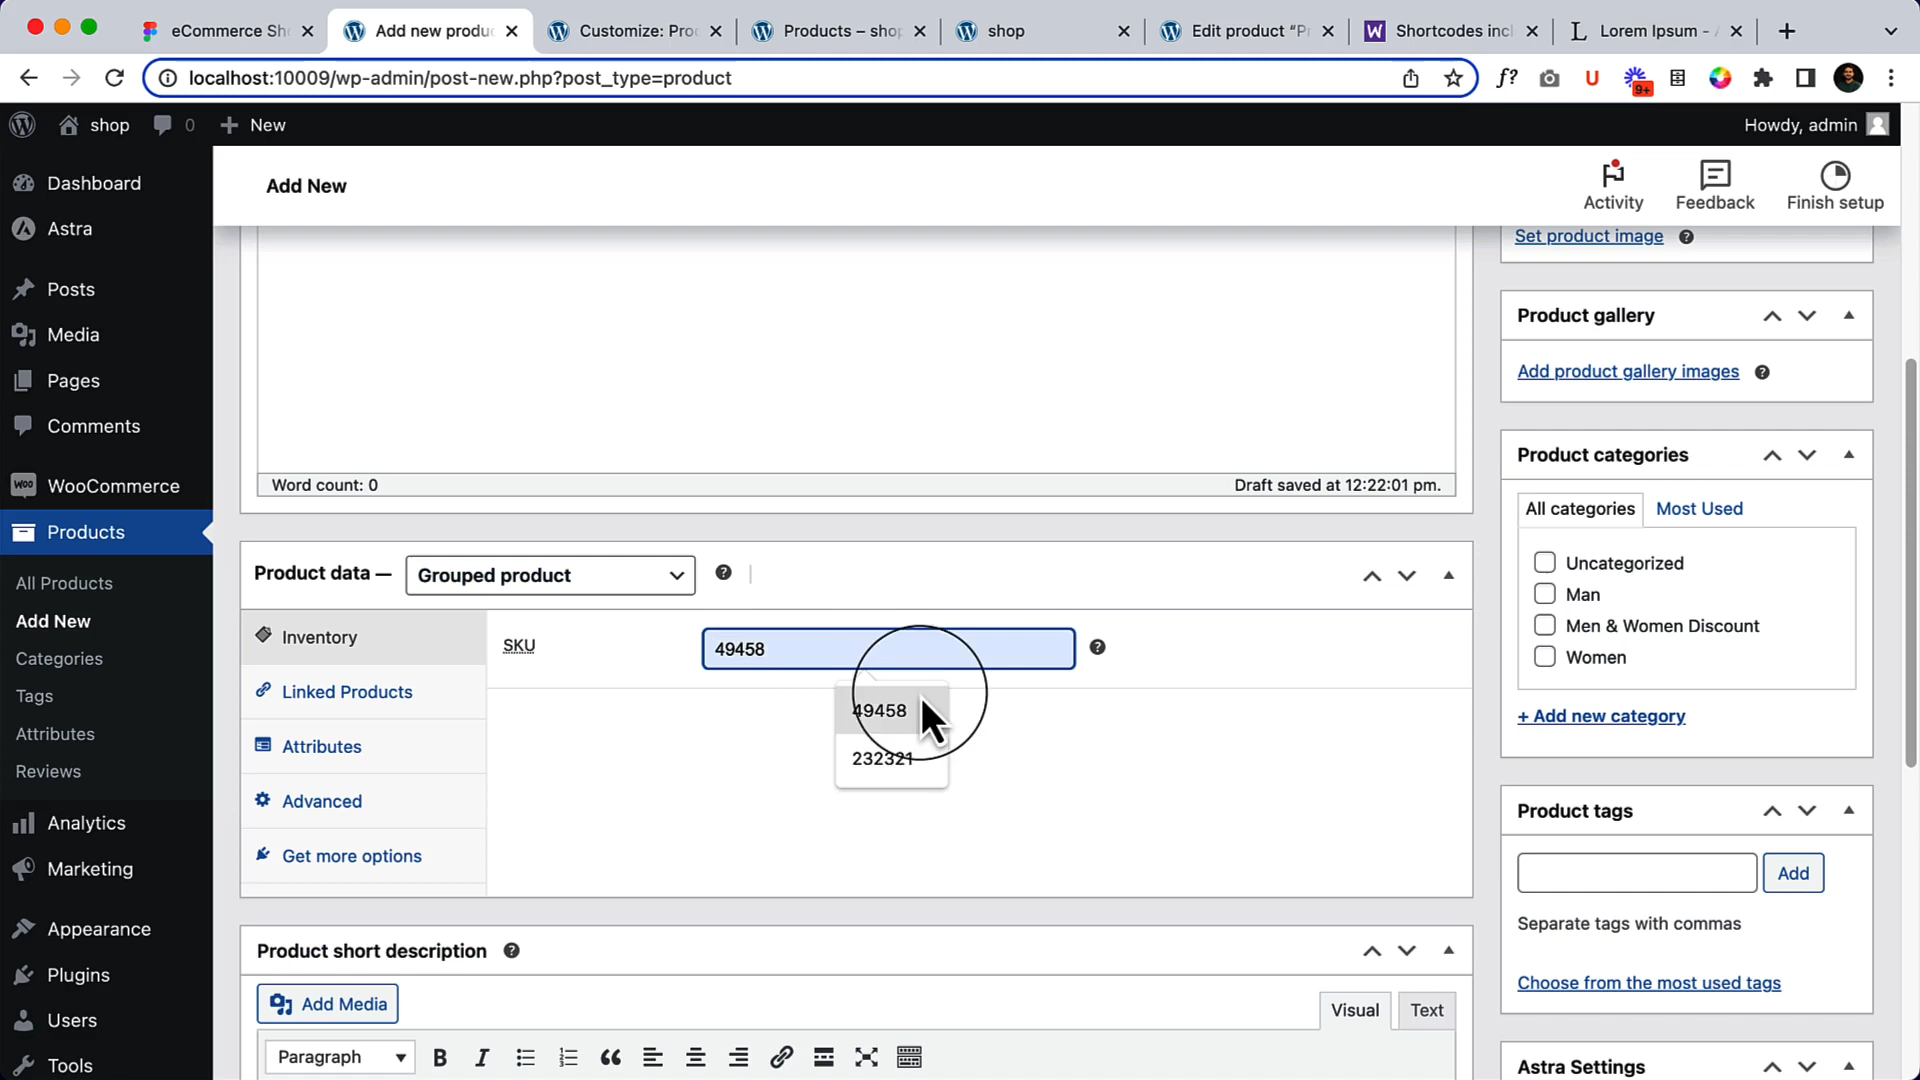 eCommerce Sh
Add new produc
Customize: Pro
Products – shop
shop
Edit product “P
Shortcodes incl
Lorem Ipsum -
localhost:10009/wp-admin/post-new.php?post_type=product
f?
U
9+
shop
0
New
Howdy, admin
Add New
Activity
Feedback
Finish setup
Dashboard
Astra
Posts
Media
Pages
Comments
WooCommerce
Products
All Products
Add New
Categories
Tags
Attributes
Reviews
Analytics
Marketing
Appearance
Plugins
Users
Tools
Word count: 0
Draft saved at 12:22:01 pm.
Product data —
Grouped product
Inventory
Linked Products
Attributes
Advanced
Get more options
SKU
49458
49458
232321
Product short description
Add Media
Visual
Text
Paragraph
B
I
Set product image
Product gallery
Add product gallery images
Product categories
All categories
Most Used
Uncategorized
Man
Men & Women Discount
Women
+ Add new category
Product tags
Add
Separate tags with commas
Choose from the most used tags
Astra Settings